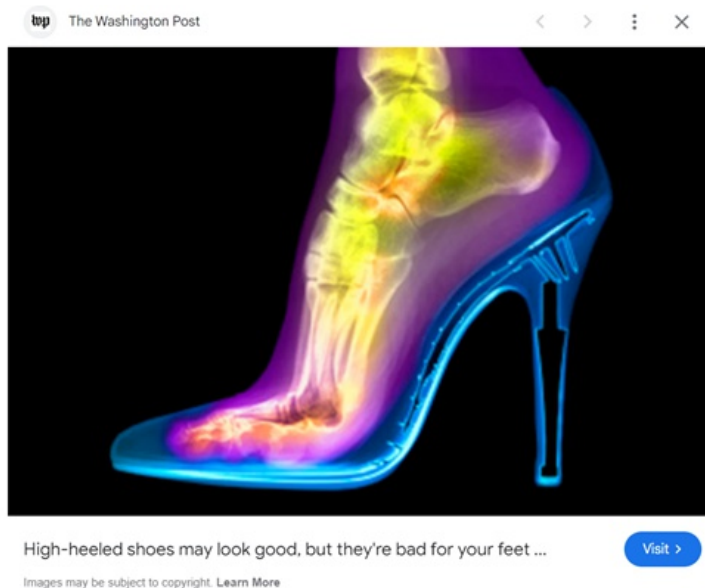 wp The Washington Post
High-heeled shoes may look good, but they're bad for your feet ...
Visit >
Images may be subject to copyright. Learn More